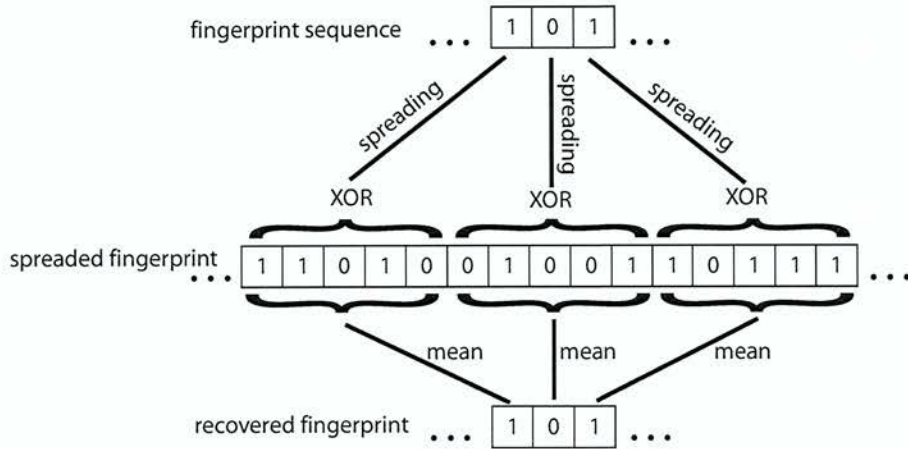 fingerprint sequence ... 1 0 1 ...
spreading spreading spreading
XOR XOR XOR
spreaded fingerprint ... 1 1 0 1 0 0 1 0 0 1 1 0 1 1 1 ...
mean mean mean
recovered fingerprint ... 1 0 1 ...